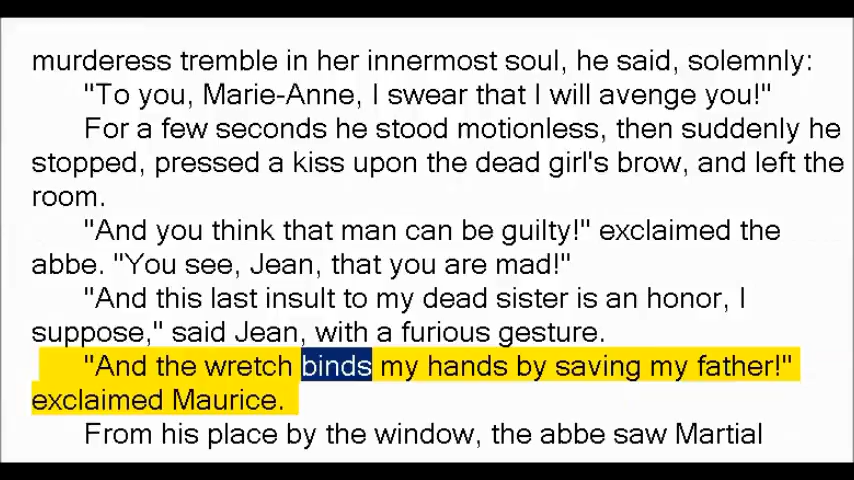 murderess tremble in her innermost soul, he said, solemnly:
"To you, Marie-Anne, I swear that I will avenge you!"
For a few seconds he stood motionless, then suddenly he
stopped, pressed a kiss upon the dead girl's brow, and left the
room.
"And you think that man can be guilty!" exclaimed the
abbe. "You see, Jean, that you are mad!"
"And this last insult to my dead sister is an honor, I
suppose," said Jean, with a furious gesture.
"And the wretch binds my hands by saving my father!"
exclaimed Maurice.
From his place by the window, the abbe saw Martial